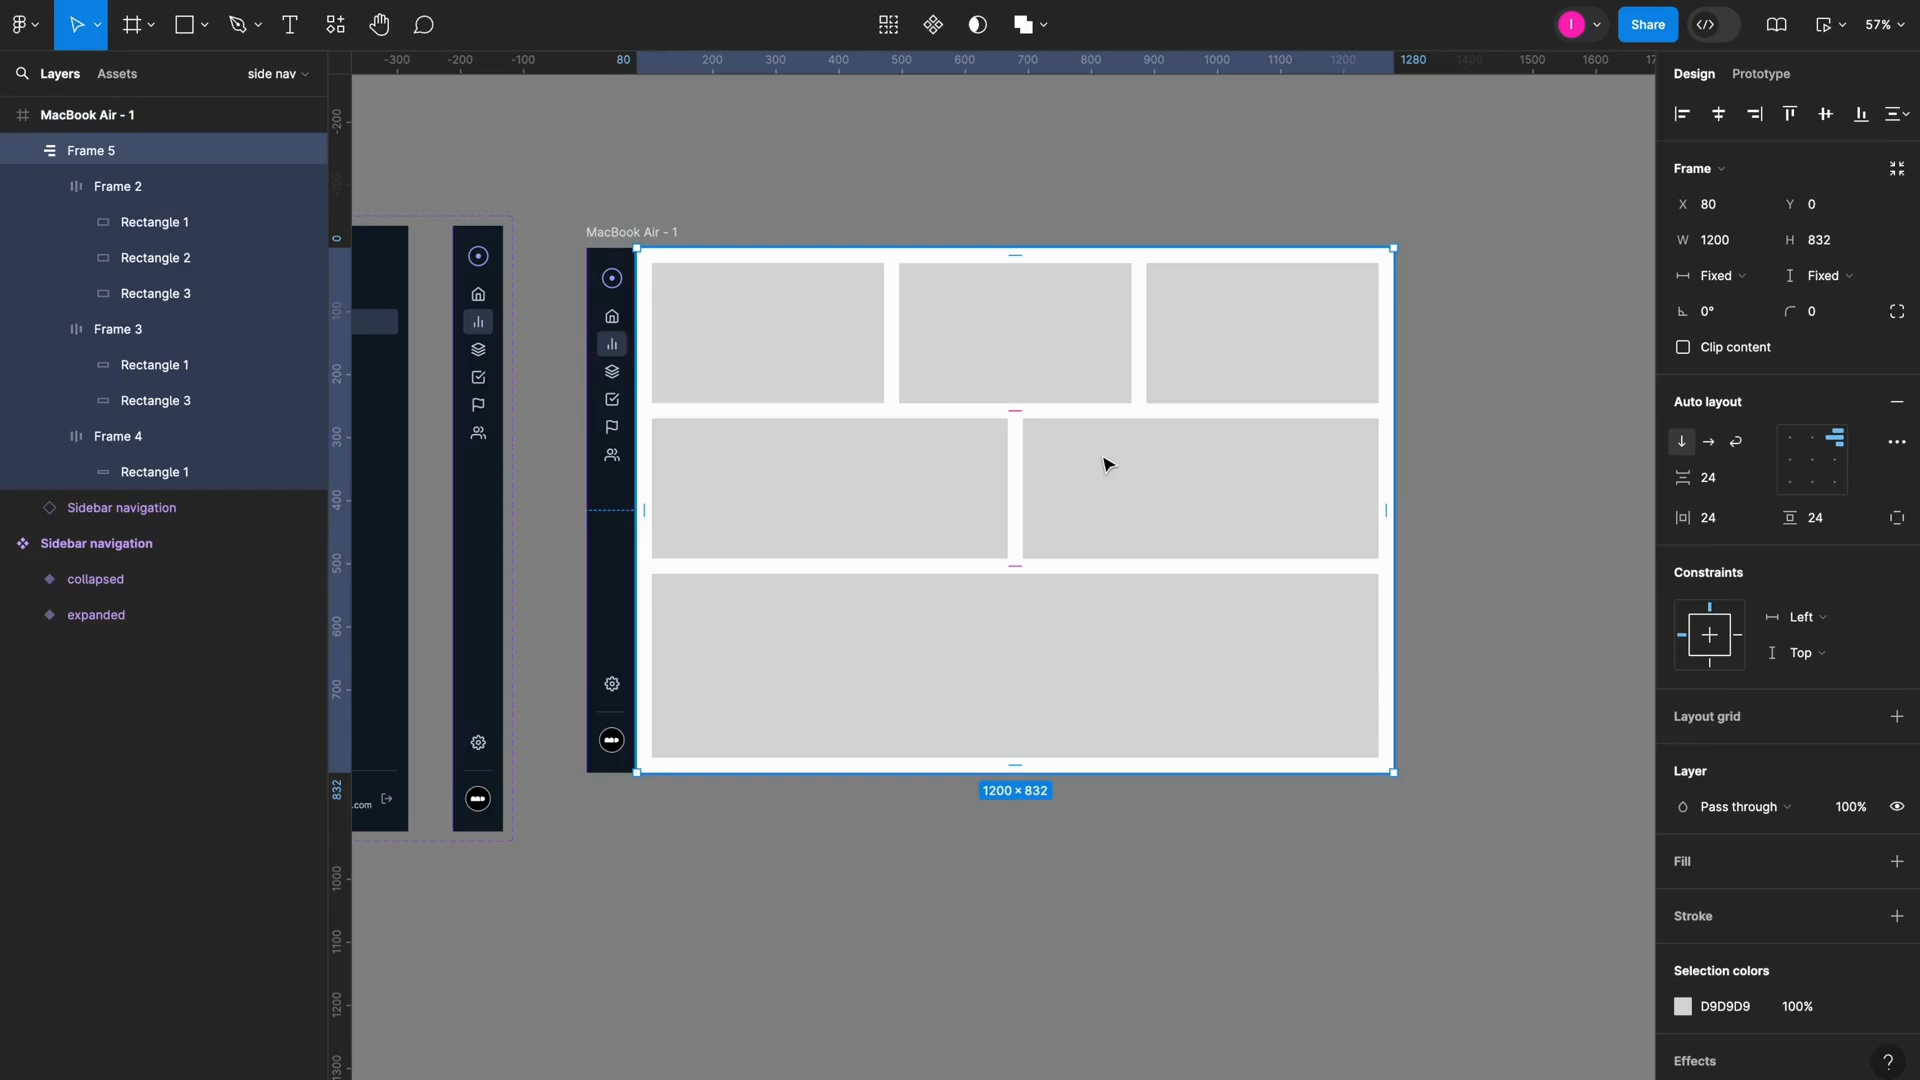 Share
57%
Layers
Assets
side nav
-300
-200
-100
80
200
300
400
500
600
700
800
900
1000
1100
1200
1280
1400
1500
1600
Design
Prototype
MacBook Air - 1
Frame 5
Frame 2
Rectangle 1
Rectangle 2
Rectangle 3
Frame 3
Rectangle 1
Rectangle 3
Frame 4
Rectangle 1
Sidebar navigation
Sidebar navigation
collapsed
expanded
-200
-100
0
100
200
300
400
500
600
700
832
1000
1100
1200
1300
MacBook Air - 1
.com
1200 × 832
Frame
X 80
Y 0
W 1200
H 832
Fixed
Fixed
0°
0
Clip content
Auto layout
24
24
24
Constraints
Left
Top
Layout grid
Layer
Pass through
100%
Fill
Stroke
Selection colors
D9D9D9
100%
Effects
?